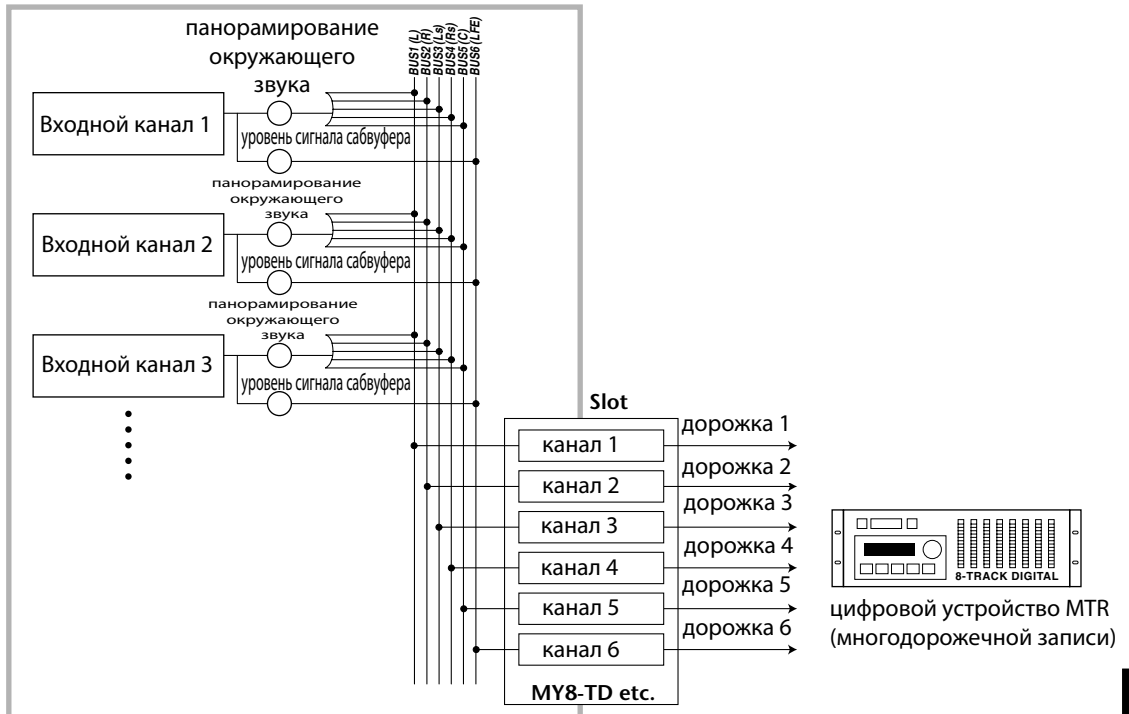 панорамирование
окружающего
звука
BUS1 (L)
BUS2 (R)
BUS3 (Ls)
BUS4 (Rs)
BUS5 (C)
BUS6 (LFE)
Входной канал 1
уровень сигнала сабвуфера
панорамирование
окружающего
звука
Входной канал 2
уровень сигнала сабвуфера
панорамирование
окружающего
звука
Входной канал 3
уровень сигнала сабвуфера
Slot
канал 1
дорожка 1
канал 2
дорожка 2
канал 3
дорожка 3
канал 4
дорожка 4
канал 5
дорожка 5
канал 6
дорожка 6
MY8-TD etc.
8-TRACK DIGITAL
цифровой устройство MTR
(многодорожечной записи)